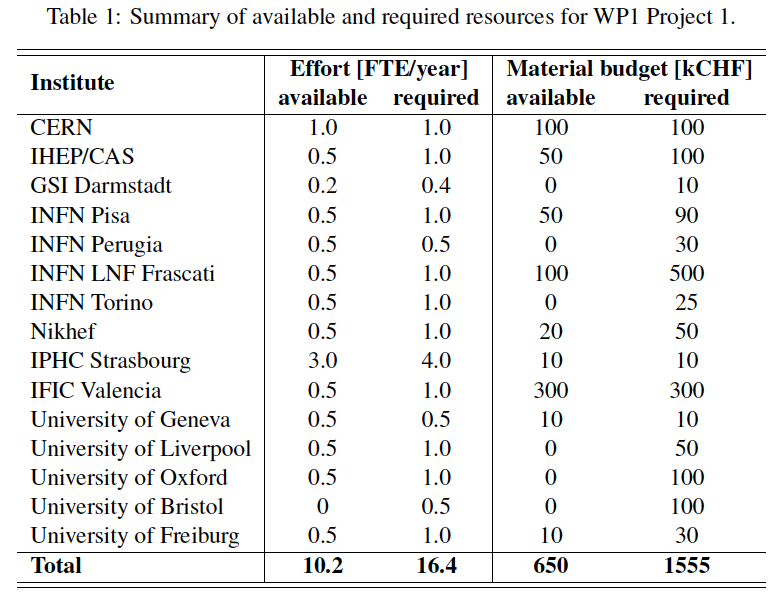 Table 1: Summary of available and required resources for WP1 Project 1.
Institute Effort [FTE/year] Material budget [kCHF]
available required available required
CERN 1.0 1.0 100 100
IHEP/CAS 0.5 1.0 50 100
GSI Darmstadt 0.2 0.4 0 10
INFN Pisa 0.5 1.0 50 90
INFN Perugia 0.5 0.5 0 30
INFN LNF Frascati 0.5 1.0 100 500
INFN Torino 0.5 1.0 0 25
Nikhef 0.5 1.0 20 50
IPHC Strasbourg 3.0 4.0 10 10
IFIC Valencia 0.5 1.0 300 300
University of Geneva 0.5 0.5 10 10
University of Liverpool 0.5 1.0 0 50
University of Oxford 0.5 1.0 0 100
University of Bristol 0 0.5 0 100
University of Freiburg 0.5 1.0 10 30
Total 10.2 16.4 650 1555